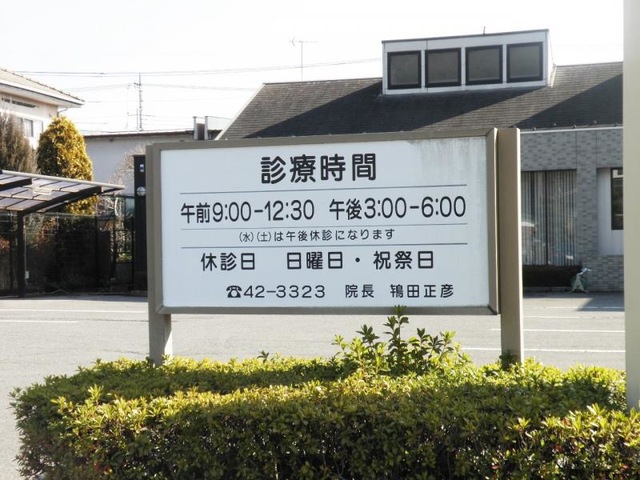 診療時間
午前9:00-12:30 午後3:00-6:00
(水)(土)は午後休診になります
休診日 日曜日・祝祭日
☎42-3323 院長 鴇田正彦